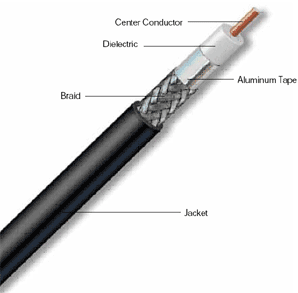 Center Conductor
Dielectric
Aluminum Tape
Braid
Jacket